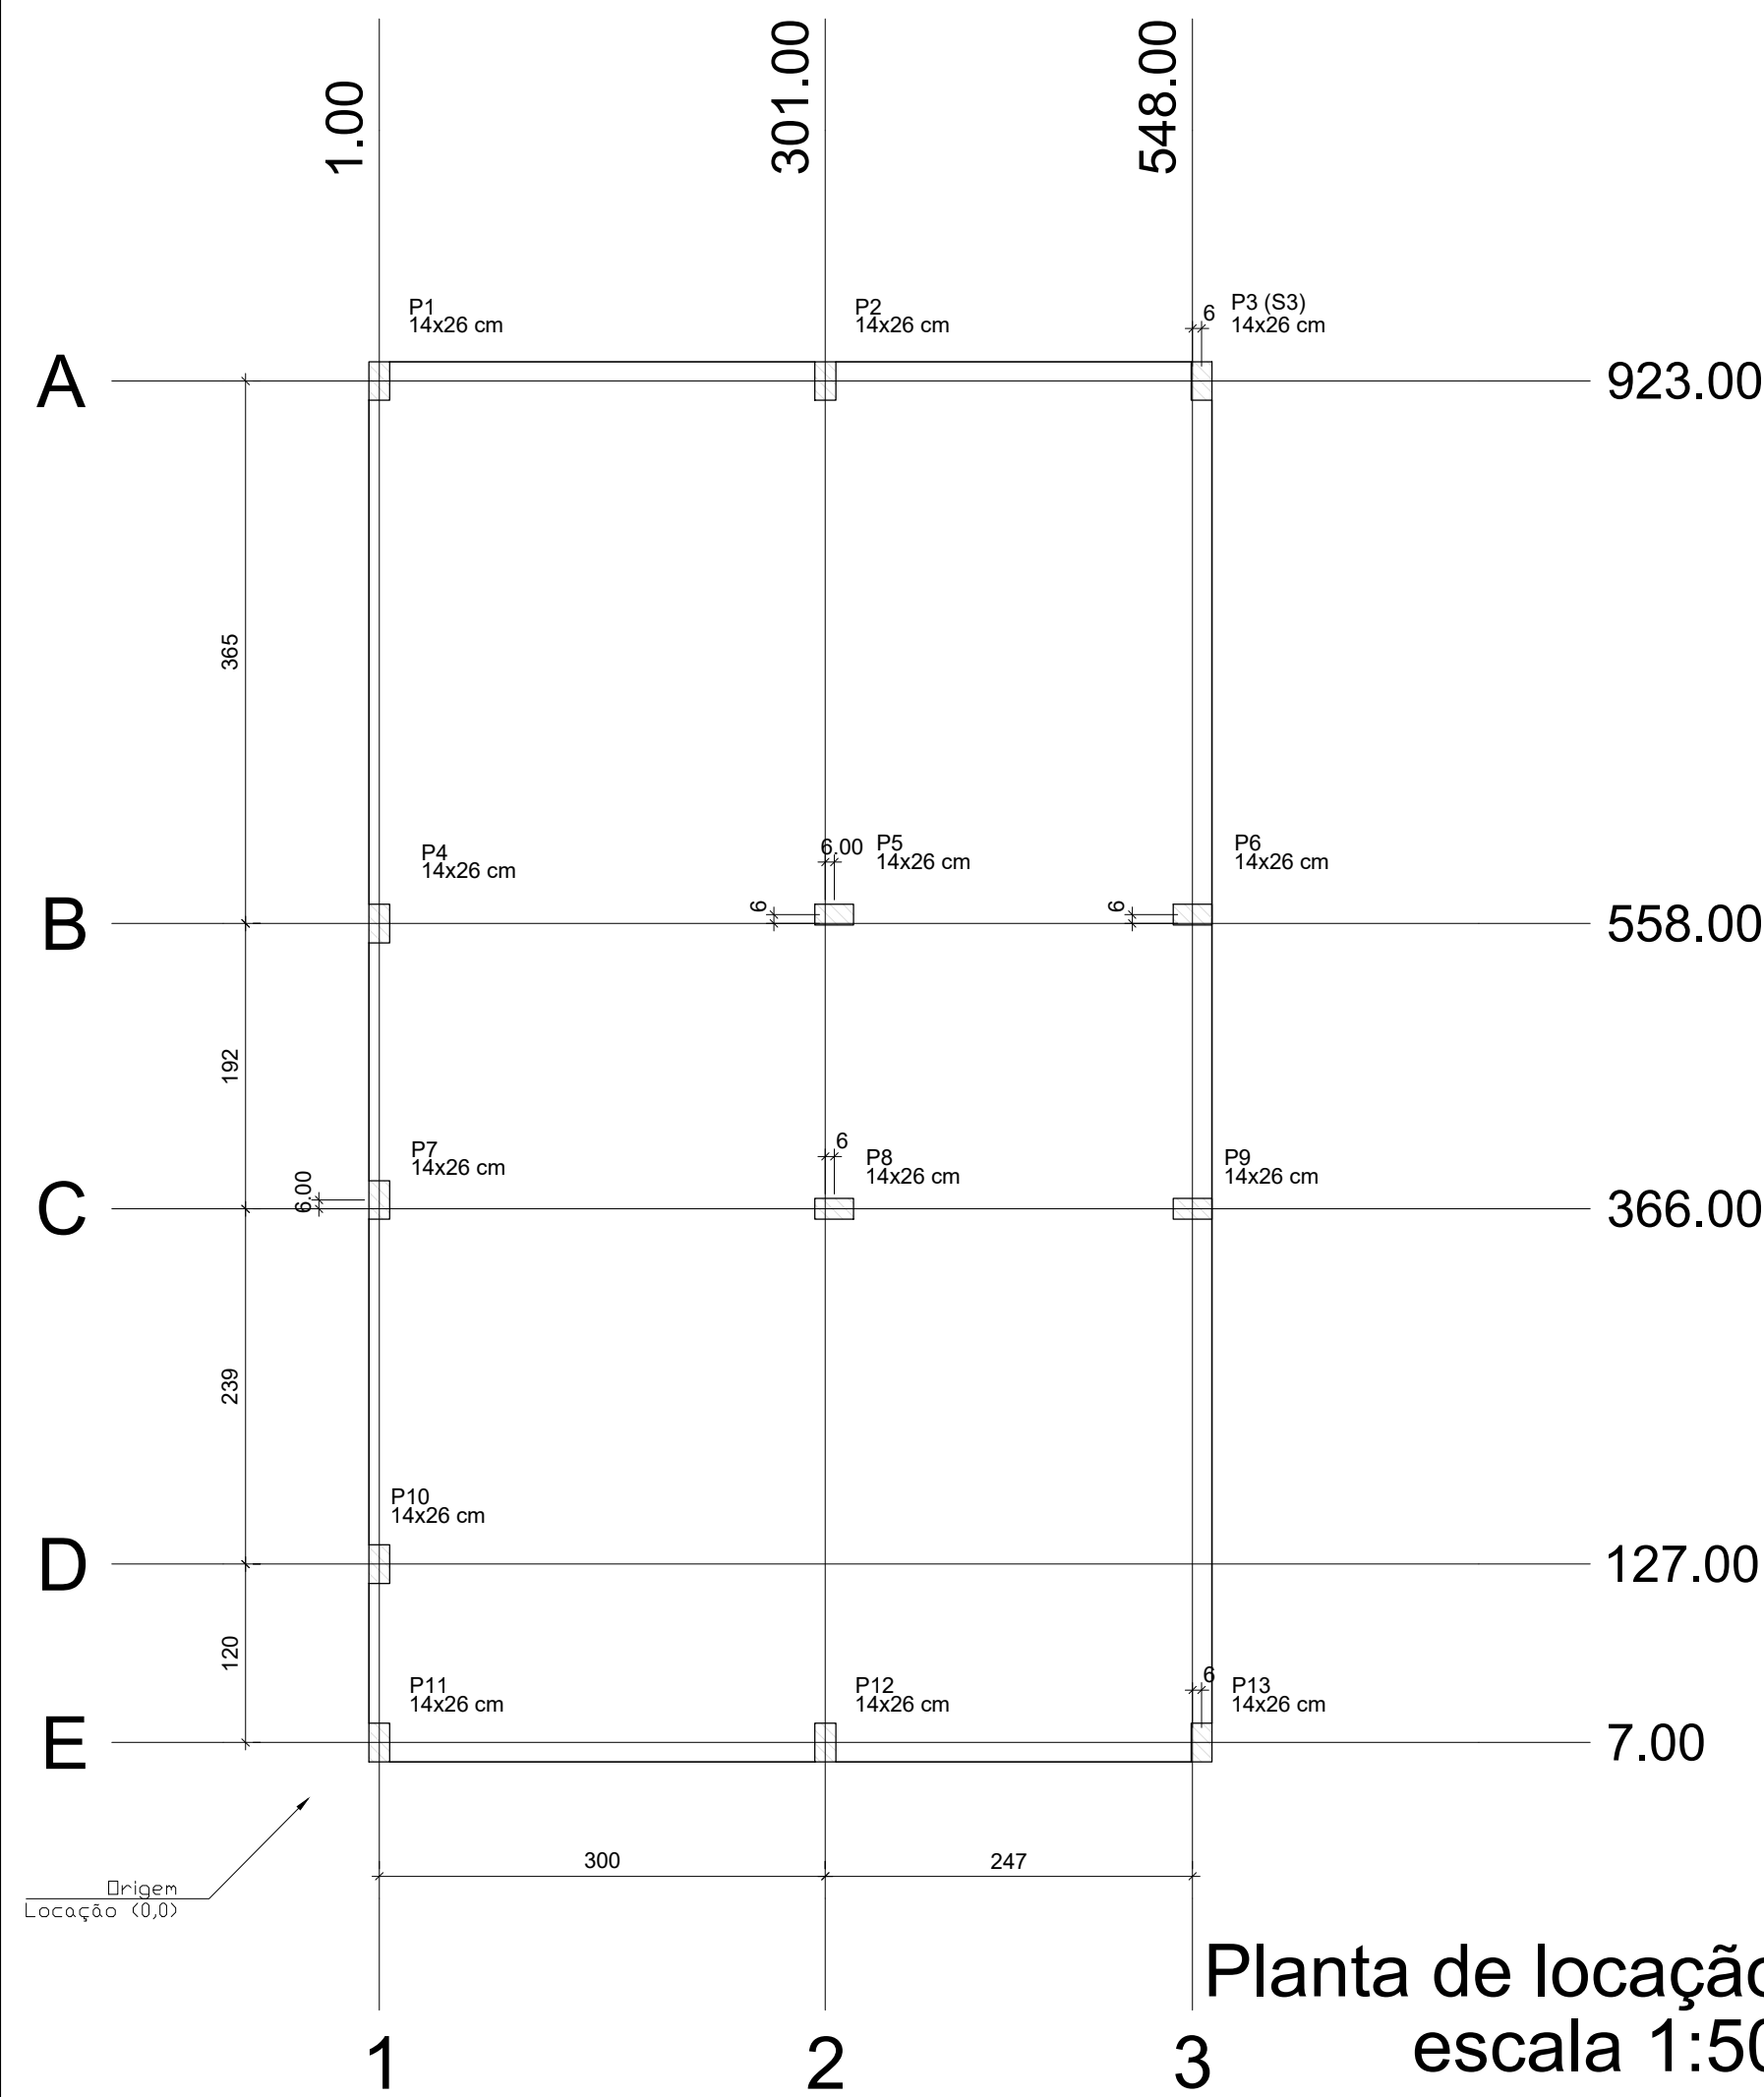 1.00
301.00
548.00
P1
14x26 cm
P2
14x26 cm
6
P3 (S3)
14x26 cm
A
923.00
365
P4
14x26 cm
6.00
P5
14x26 cm
P6
14x26 cm
6
6
B
558.00
192
P7
14x26 cm
6
P8
14x26 cm
P9
14x26 cm
6.00
C
366.00
239
P10
14x26 cm
D
127.00
120
P11
14x26 cm
P12
14x26 cm
6
P13
14x26 cm
E
7.00
300
247
Origem
Locação (0,0)
Planta de locação
escala 1:50
1
2
3